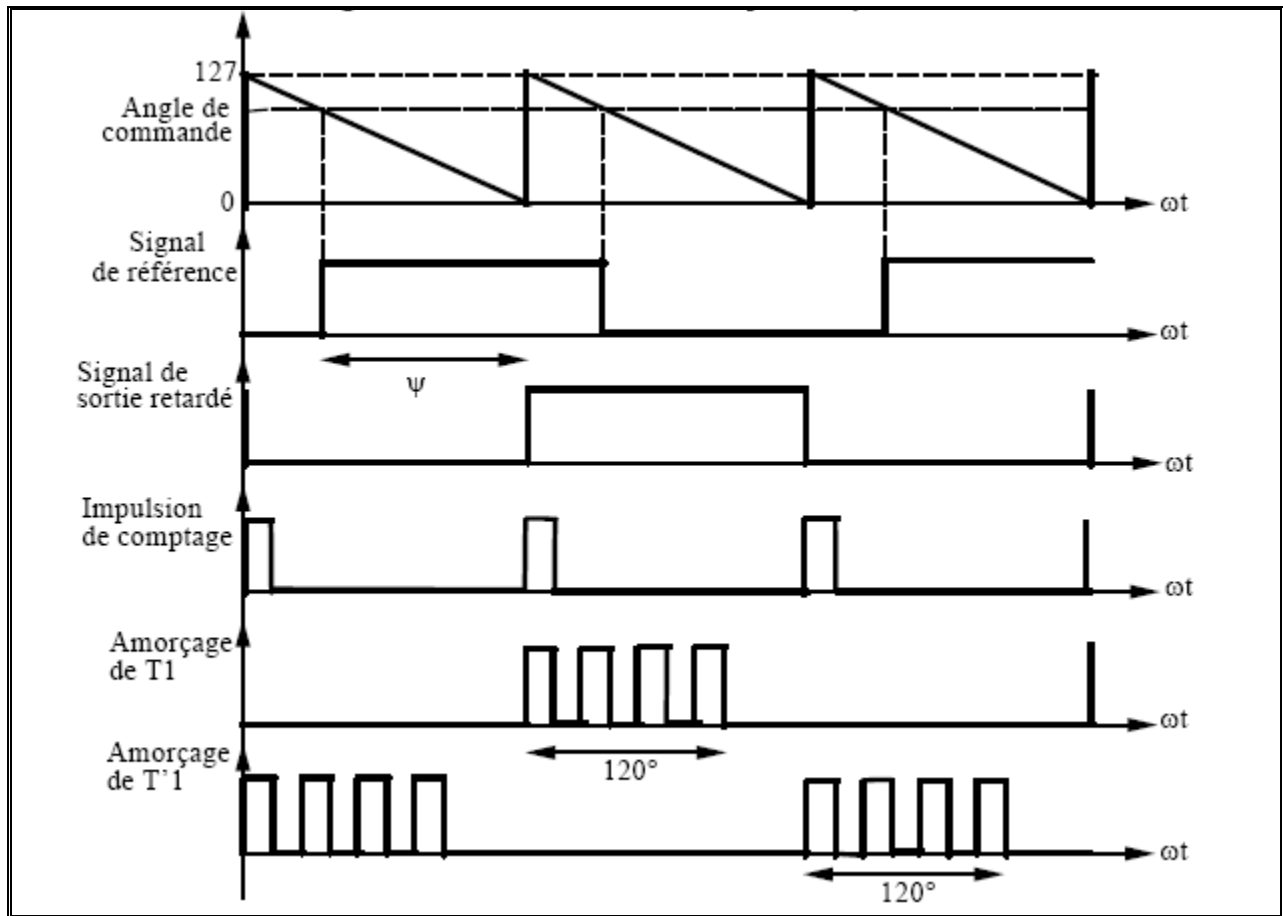 127
Angle de
commande
0
ωt
Signal
de référence
ωt
ψ
Signal de
sortie retardé
ωt
Impulsion
de comptage
ωt
Amorçage
de T1
ωt
120°
Amorçage
de T’1
ωt
120°